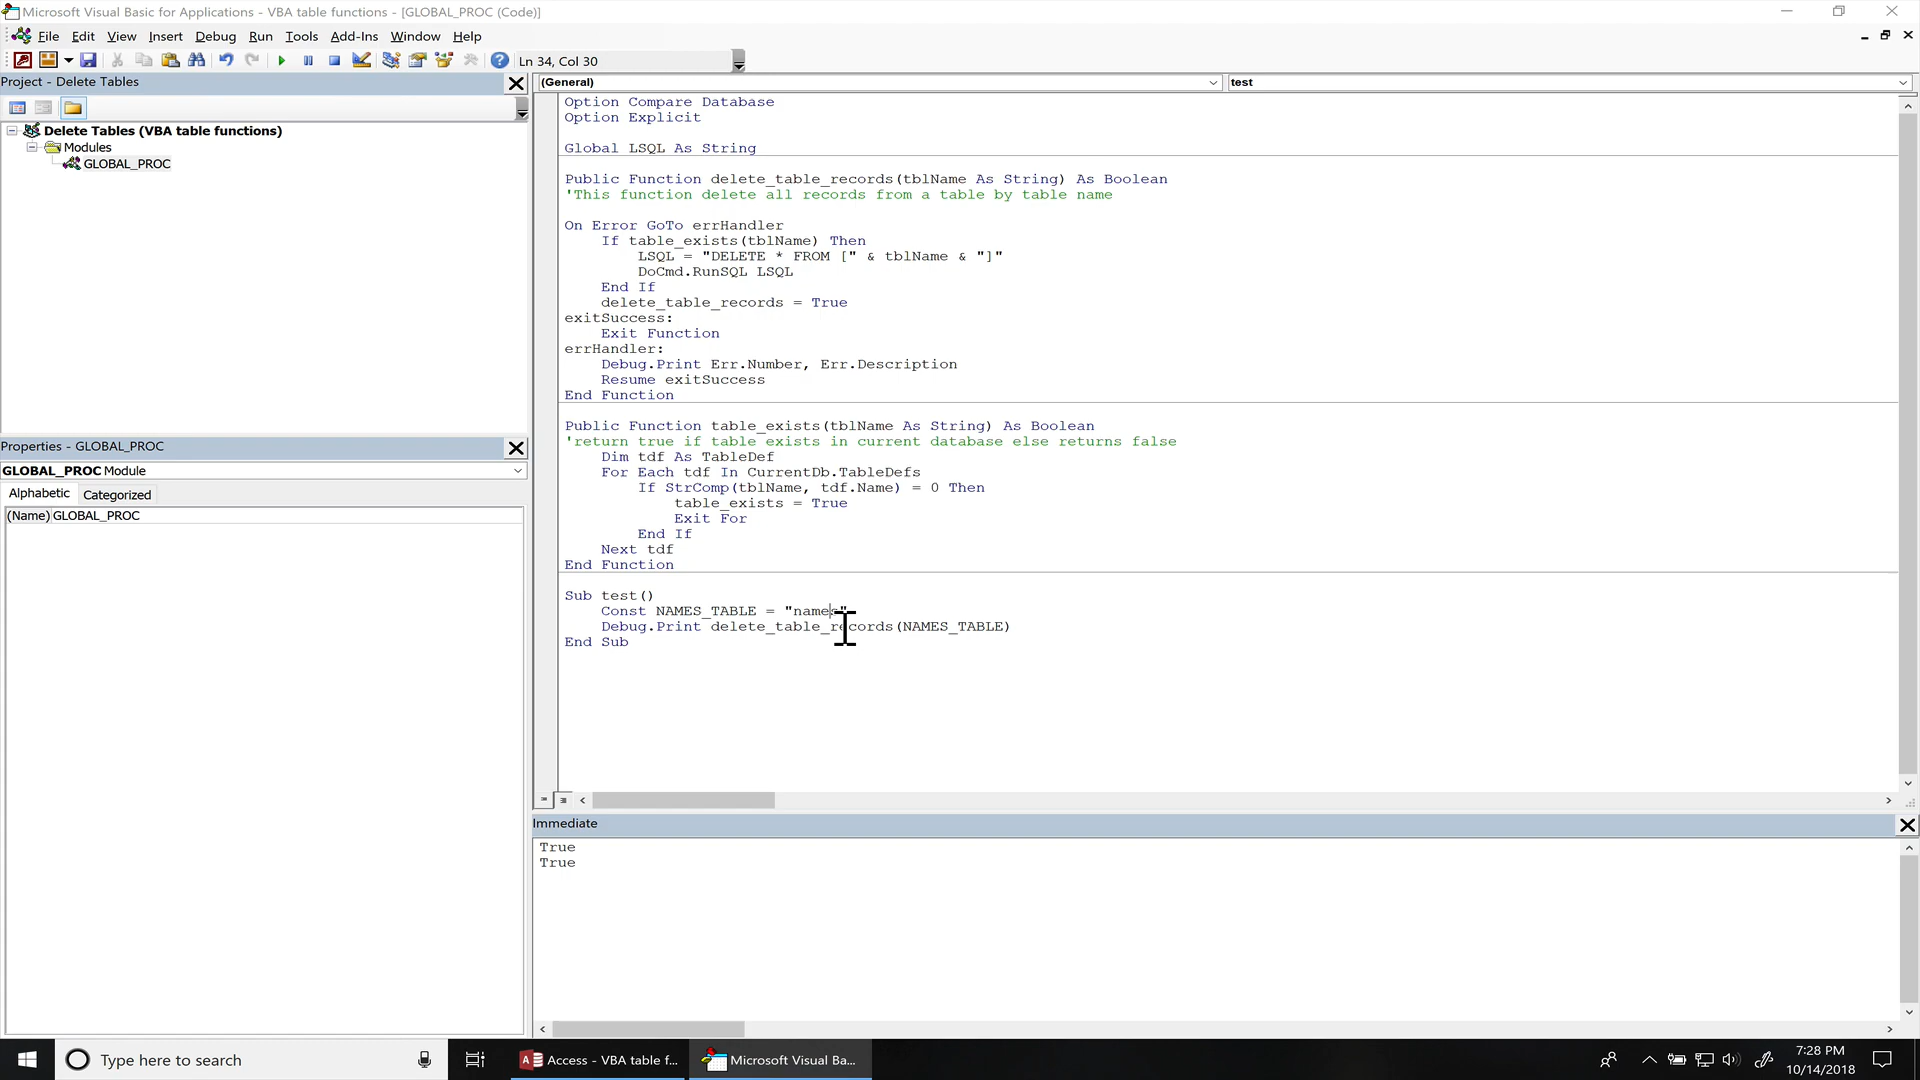 Microsoft Visual Basic for Applications - VBA table functions - [GLOBAL_PROC (Code)]
File Edit View Insert Debug Run Tools Add-Ins Window Help
Ln 34, Col 30
Project - Delete Tables
Delete Tables (VBA table functions)
Modules
GLOBAL_PROC
Properties - GLOBAL_PROC
GLOBAL_PROC Module
Alphabetic Categorized
(Name) GLOBAL_PROC
(General) test
Option Compare Database
Option Explicit
Global LSQL As String
Public Function delete_table_records(tblName As String) As Boolean
'This function delete all records from a table by table name
On Error GoTo errHandler
If table_exists(tblName) Then
LSQL = "DELETE * FROM [" & tblName & "]"
DoCmd.RunSQL LSQL
End If
delete_table_records = True
exitSuccess:
Exit Function
errHandler:
Debug.Print Err.Number, Err.Description
Resume exitSuccess
End Function
Public Function table_exists(tblName As String) As Boolean
'return true if table exists in current database else returns false
Dim tdf As TableDef
For Each tdf In CurrentDb.TableDefs
If StrComp(tblName, tdf.Name) = 0 Then
table_exists = True
Exit For
End If
Next tdf
End Function
Sub test()
Const NAMES_TABLE = "names"
Debug.Print delete_table_records(NAMES_TABLE)
End Sub
Immediate
True
True
Type here to search
Access - VBA table f...
Microsoft Visual Ba...
7:28 PM
10/14/2018